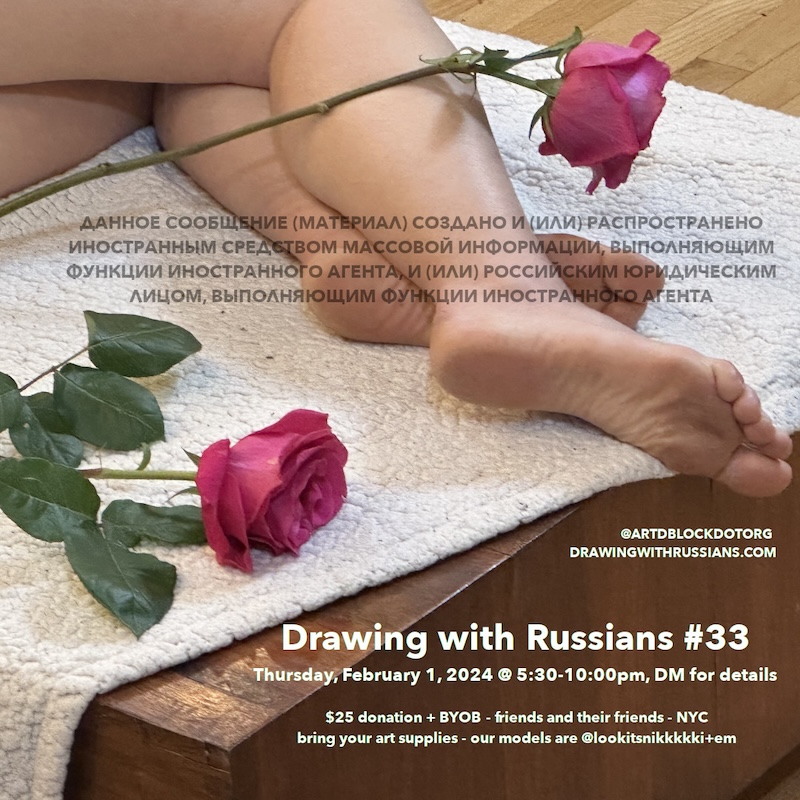 ДАННОЕ СООБЩЕНИЕ (МАТЕРИАЛ) СОЗДАНО И (ИЛИ) РАСПРОСТРАНЕНО
ИНОСТРАННЫМ СРЕДСТВОМ МАССОВОЙ ИНФОРМАЦИИ, ВЫПОЛНЯЮЩИМ
ФУНКЦИИ ИНОСТРАННОГО АГЕНТА, И (ИЛИ) РОССИЙСКИМ ЮРИДИЧЕСКИМ
ЛИЦОМ, ВЫПОЛНЯЮЩИМ ФУНКЦИИ ИНОСТРАННОГО АГЕНТА
@ARTDBLOCKDOTORG
DRAWINGWITHRUSSIANS.COM
Drawing with Russians #33
Thursday, February 1, 2024 @ 5:30-10:00pm, DM for details
$25 donation + BYOB - friends and their friends - NYC
bring your art supplies - our models are @lookitsnikkkkki+em